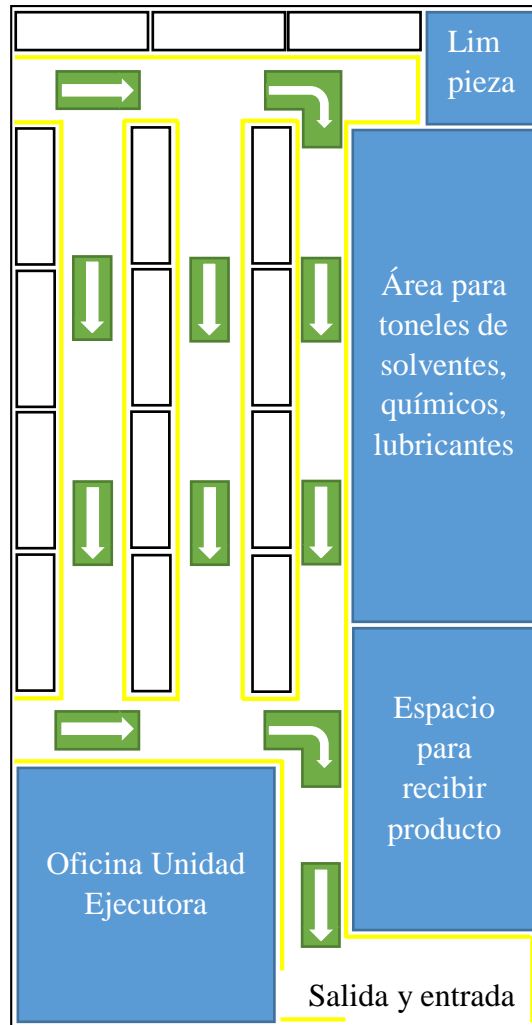 Lim
pieza
Área para
toneles de
solventes,
químicos,
lubricantes
Espacio
para
recibir
producto
Oficina Unidad
Ejecutora
Salida y entrada